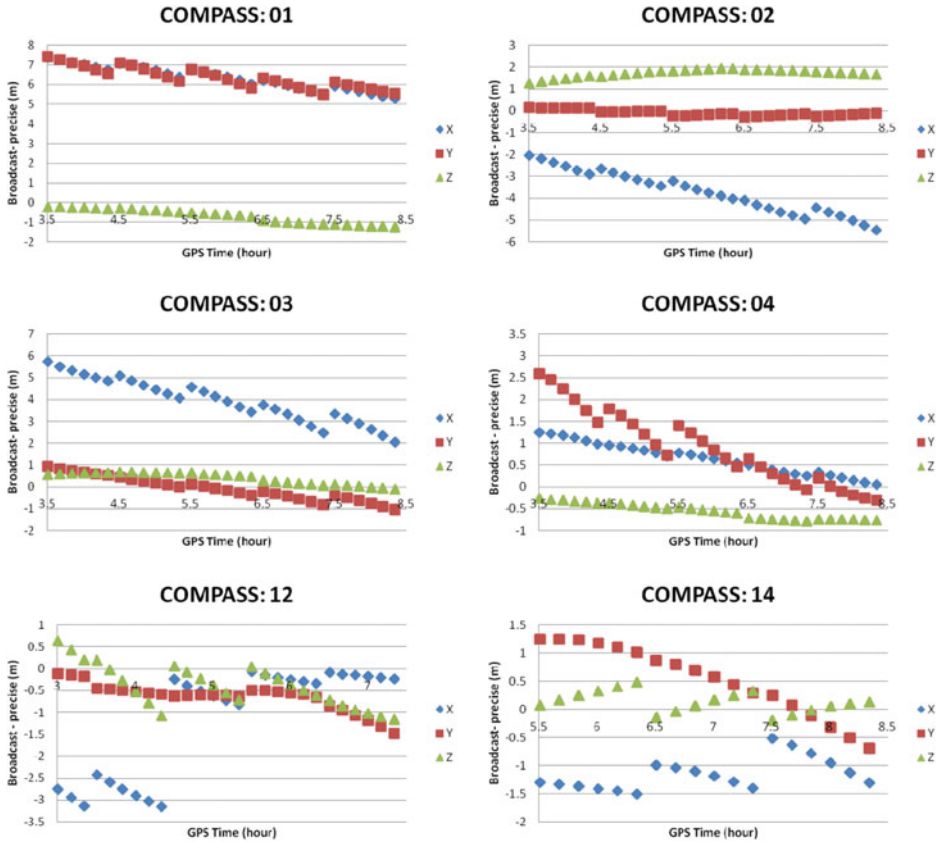 COMPASS: 01
Broadcast- precise (m)
8
7
6
5
4
3
2
1
0
-1
-2
3.5 4.5 5.5 6.5 7.5 8.5
GPS Time (hour)
X
Y
Z
COMPASS: 02
Broadcast - precise (m)
3
2
1
0
-1
-2
-3
-4
-5
-6
3.5 4.5 5.5 6.5 7.5 8.5
GPS Time (hour)
X
Y
Z
COMPASS: 03
Broadcast- precise (m)
7
6
5
4
3
2
1
0
-1
-2
3.5 4.5 5.5 6.5 7.5 8.5
GPS Time (hour)
X
Y
Z
COMPASS: 04
Broadcast - precise (m)
3.5
3
2.5
2
1.5
1
0.5
0
-0.5
-1
3.5 4.5 5.5 6.5 7.5 8.5
GPS Time (hour)
X
Y
Z
COMPASS: 12
Broadcast - precise (m)
1
0.5
0
-0.5
-1
-1.5
-2
-2.5
-3
-3.5
3 4 5 6 7
GPS Time (hour)
X
Y
Z
COMPASS: 14
Broadcast - precise (m)
1.5
1
0.5
0
-0.5
-1
-1.5
-2
5.5 6 6.5 7 7.5 8 8.5
GPS Time (hour)
X
Y
Z